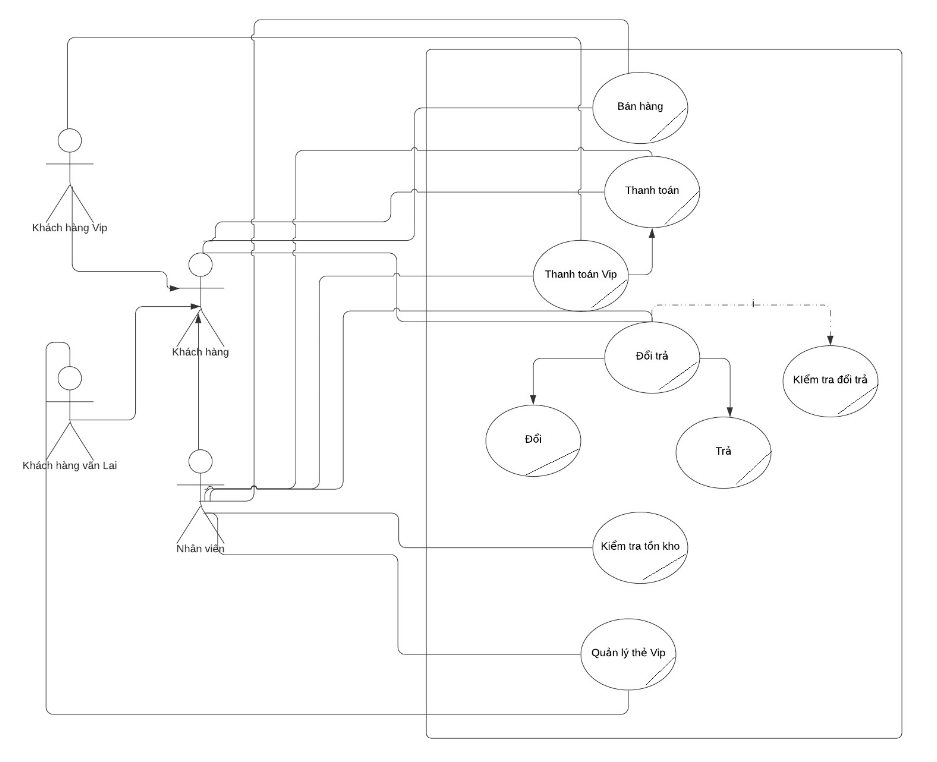 Bán hàng
Thanh toán
Khách hàng Vip
Thanh toán Vip
i
Khách hàng
Đổi trả
KIểm tra đổi trả
Đổi
Trả
Khách hàng vãn Lai
Nhân viên
Kiểm tra tồn kho
Quản lý thẻ Vip